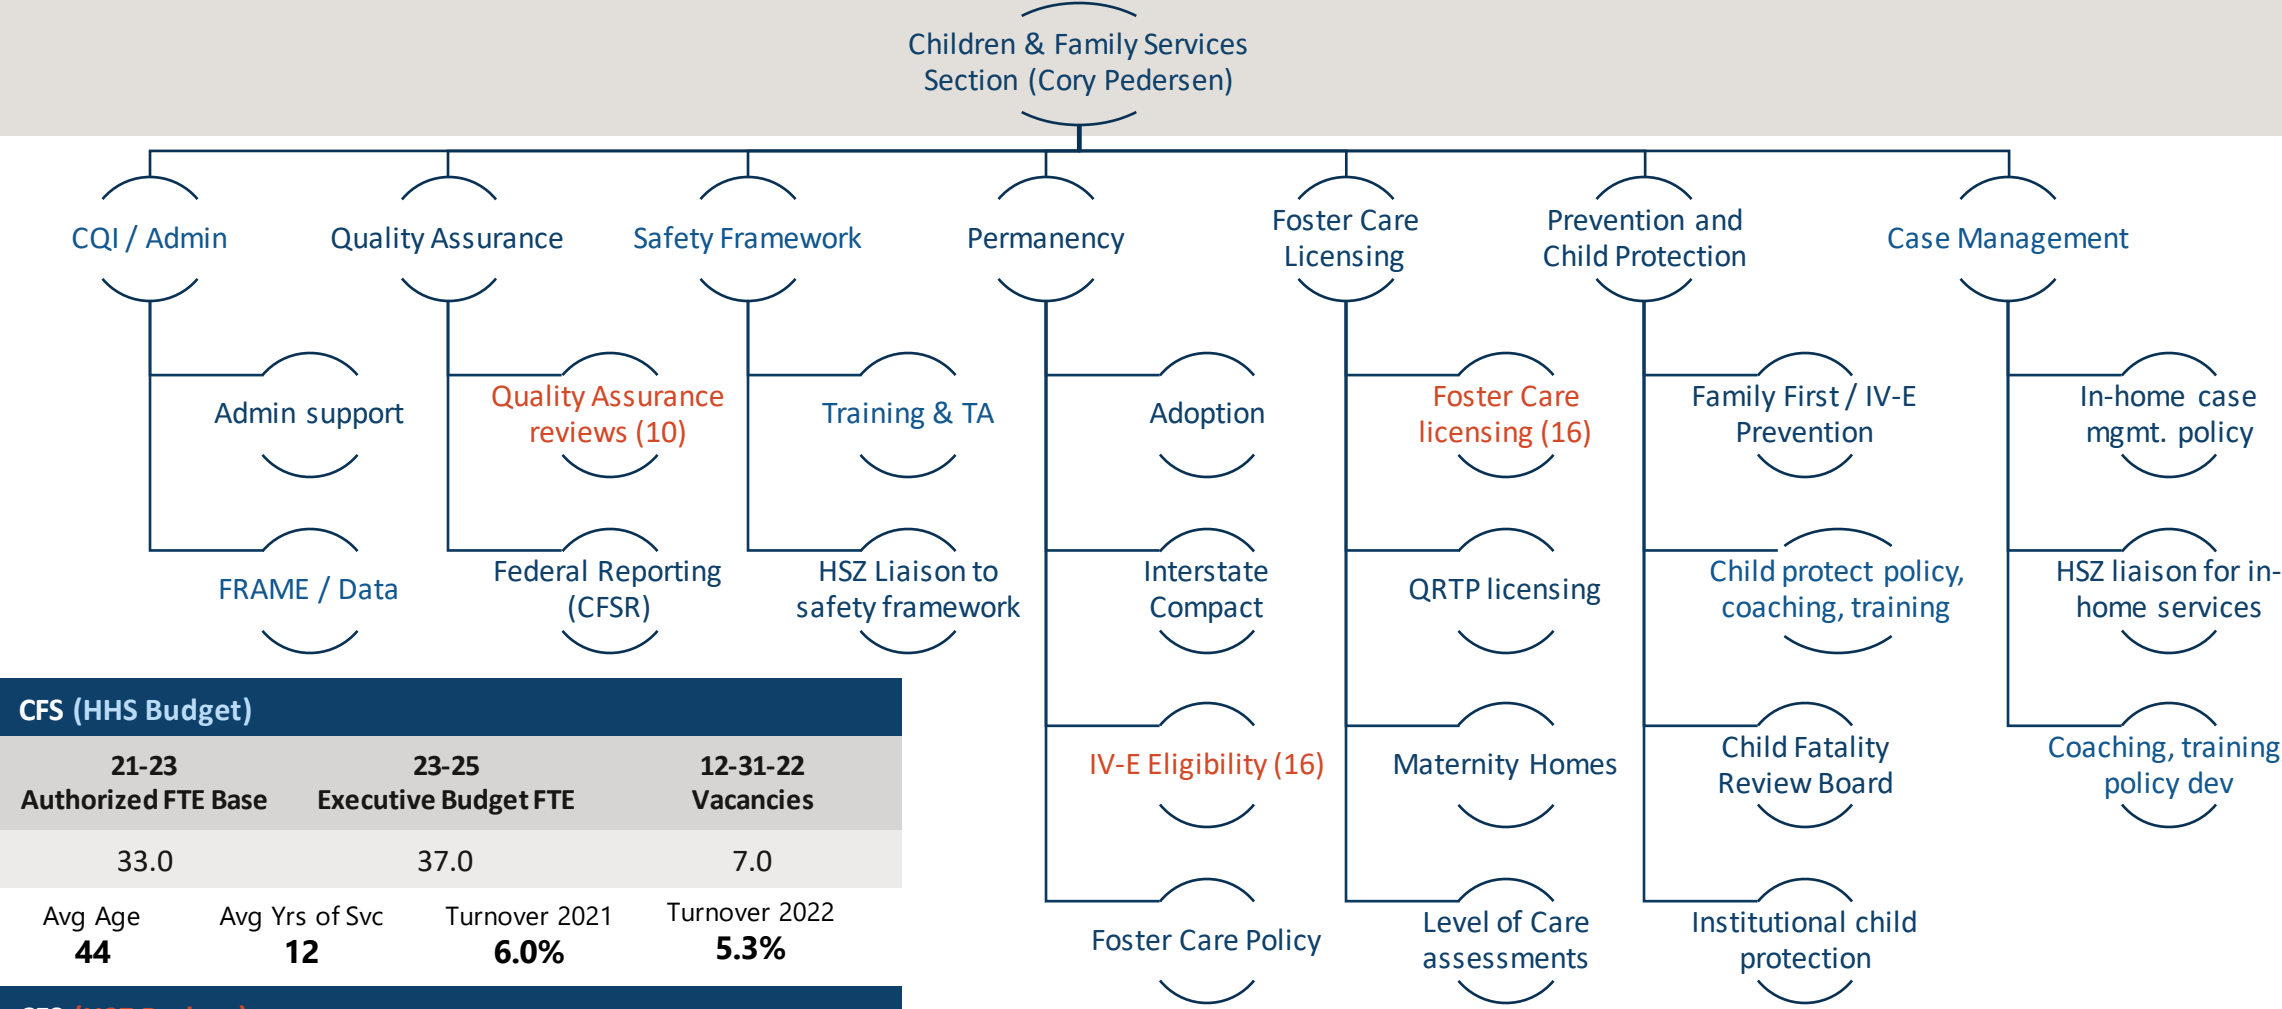 Children & Family Services
Section (Cory Pedersen)
CQI / Admin
Quality Assurance
Safety Framework
Permanency
Foster Care
Licensing
Prevention and
Child Protection
Case Management
Admin support
FRAME / Data
Quality Assurance
reviews (10)
Federal Reporting
(CFSR)
Training & TA
HSZ Liaison to
safety framework
Adoption
Interstate
Compact
IV-E Eligibility (16)
Foster Care Policy
Foster Care
licensing (16)
QRTP licensing
Maternity Homes
Level of Care
assessments
Family First / IV-E
Prevention
Child protect policy,
coaching, training
Child Fatality
Review Board
Institutional child
protection
In-home case
mgmt. policy
HSZ liaison for in-
home services
Coaching, training
policy dev
CFS (HHS Budget)
21-23
Authorized FTE Base
23-25
Executive Budget FTE
12-31-22
Vacancies
33.0 37.0 7.0
Avg Age
44
Avg Yrs of Svc
12
Turnover 2021
6.0%
Turnover 2022
5.3%